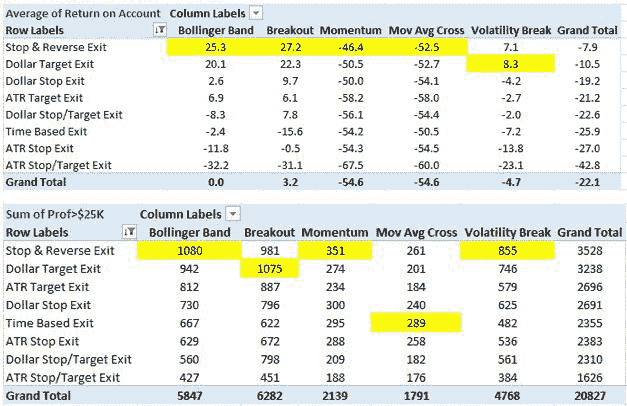 Average of Return on Account Column Labels
Row Labels Bollinger Band Breakout Momentum Mov Avg Cross Volatility Break Grand Total
Stop & Reverse Exit 25.3 27.2 -46.4 -52.5 7.1 -7.9
Dollar Target Exit 20.1 22.3 -50.5 -52.7 8.3 -10.5
Dollar Stop Exit 2.6 9.7 -50.0 -54.1 -4.2 -19.2
ATR Target Exit 6.9 6.1 -58.2 -58.0 -2.7 -21.2
Dollar Stop/Target Exit -8.3 7.8 -56.1 -54.4 -2.0 -22.6
Time Based Exit -2.4 -15.6 -54.2 -50.5 -7.2 -25.9
ATR Stop Exit -11.8 -0.5 -54.3 -54.5 -13.8 -27.0
ATR Stop/Target Exit -32.2 -31.1 -67.5 -60.0 -23.1 -42.8
Grand Total 0.0 3.2 -54.6 -54.6 -4.7 -22.1
Sum of Prof>$25K Column Labels
Row Labels Bollinger Band Breakout Momentum Mov Avg Cross Volatility Break Grand Total
Stop & Reverse Exit 1080 981 351 261 855 3528
Dollar Target Exit 942 1075 274 201 746 3238
ATR Target Exit 812 887 234 184 579 2696
Dollar Stop Exit 730 796 300 240 625 2691
Time Based Exit 667 622 295 289 482 2355
ATR Stop Exit 629 672 288 258 536 2383
Dollar Stop/Target Exit 560 798 209 182 561 2310
ATR Stop/Target Exit 427 451 188 176 384 1626
Grand Total 5847 6282 2139 1791 4768 20827